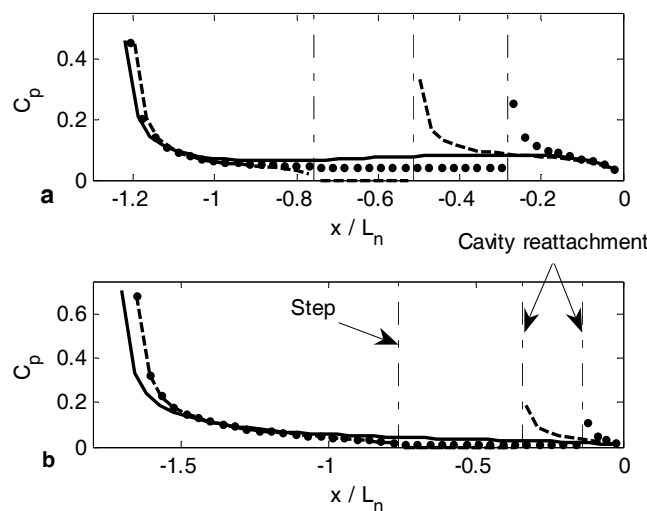 0.4
0.2
0
C_p
-1.2 -1 -0.8 -0.6 -0.4 -0.2 0
a
x / L_n
Cavity reattachment
Step
0.6
0.4
0.2
0
C_p
-1.5 -1 -0.5 0
b
x / L_n